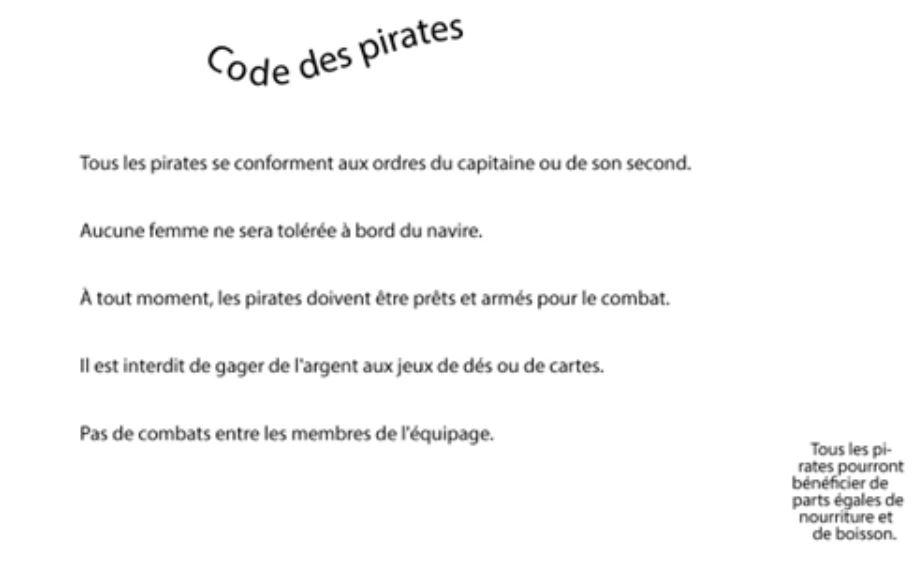 Code des pirates
Tous les pirates se conforment aux ordres du capitaine ou de son second.
Aucune femme ne sera tolérée à bord du navire.
À tout moment, les pirates doivent être prêts et armés pour le combat.
Il est interdit de gager de l'argent aux jeux de dés ou de cartes.
Pas de combats entre les membres de l'équipage.
Tous les pi-
rates pourront
bénéficier de
parts égales de
nourriture et
de boisson.